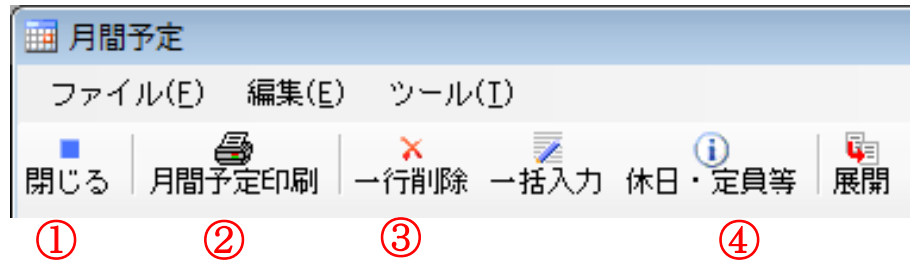 月間予定
ファイル(F) 編集(E) ツール(T)
閉じる 月間予定印刷 一行削除 一括入力 休日・定員等 展開
① ② ③ ④